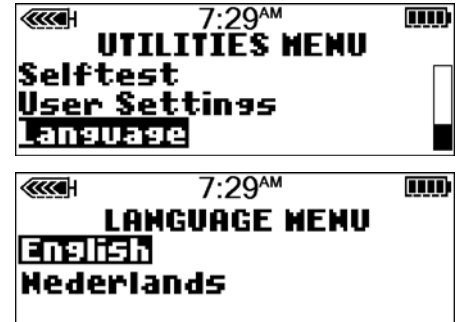 7:29AM
UTILITIES MENU
Selftest
User Settings
Language
7:29AM
LANGUAGE MENU
English
Nederlands